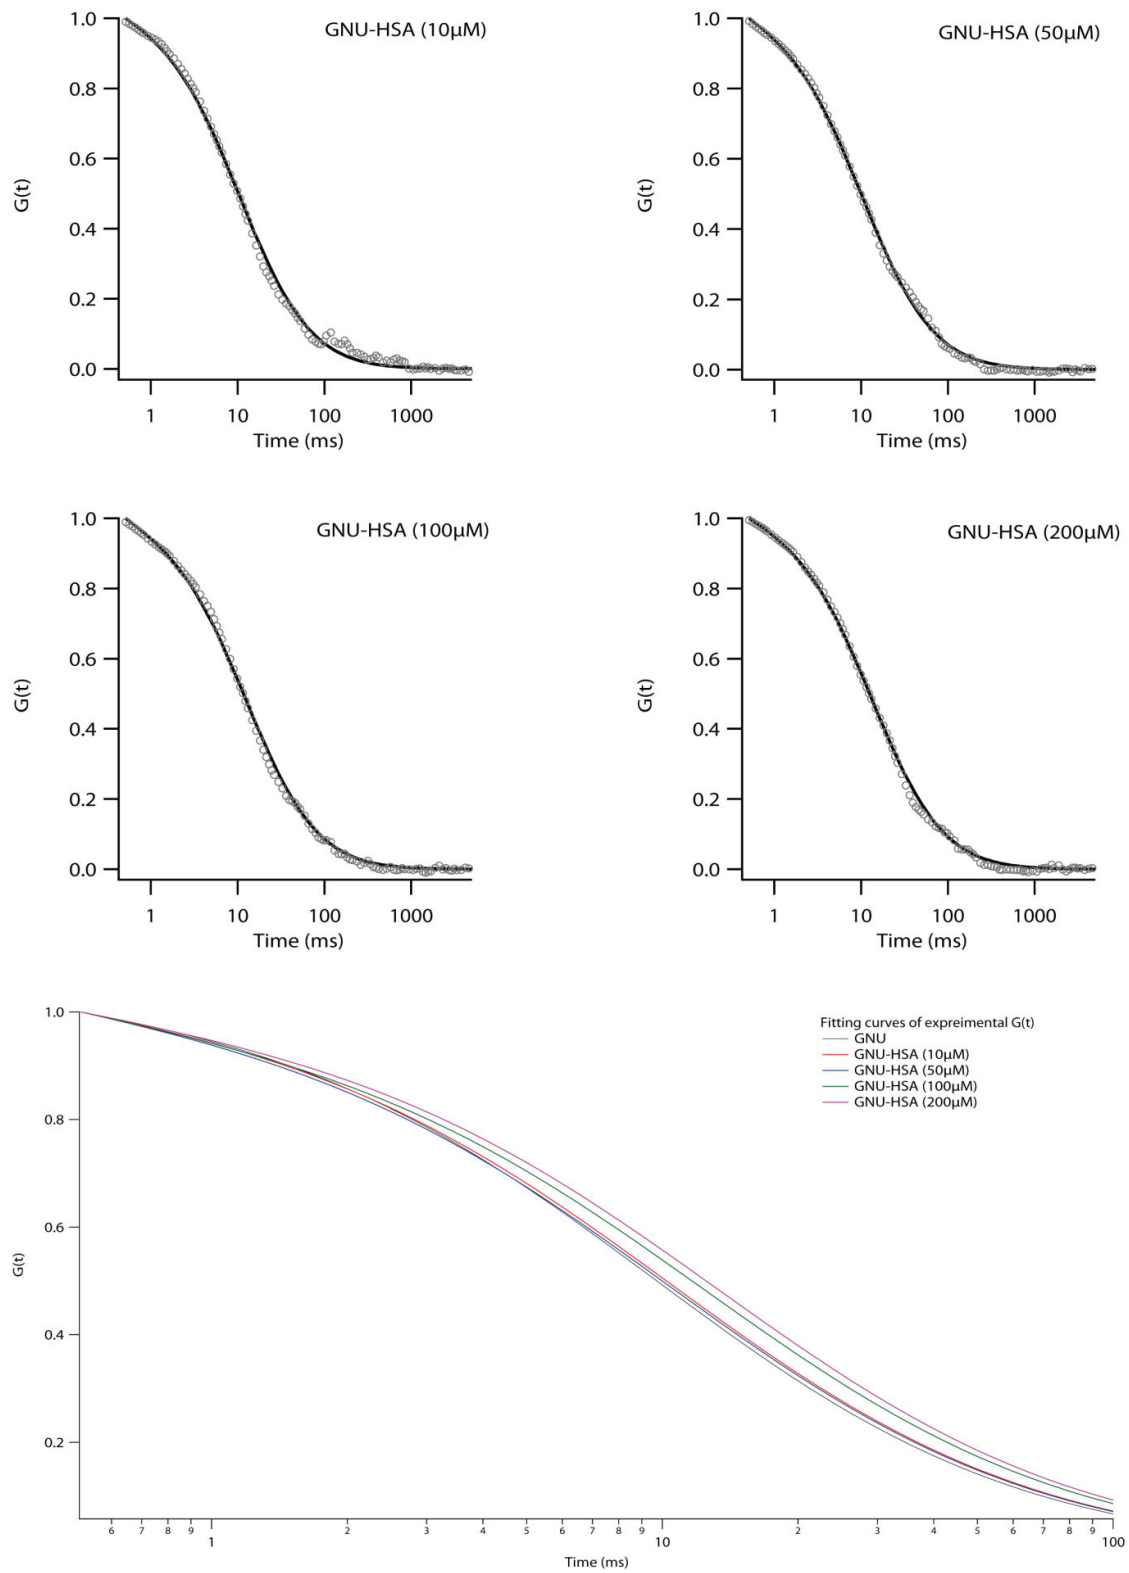 GNU-HSA (10µM)
1.0
0.8
0.6
0.4
0.2
0.0
G(t)
1 10 100 1000
Time (ms)
GNU-HSA (50µM)
1.0
0.8
0.6
0.4
0.2
0.0
G(t)
1 10 100 1000
Time (ms)
GNU-HSA (100µM)
1.0
0.8
0.6
0.4
0.2
0.0
G(t)
1 10 100 1000
Time (ms)
GNU-HSA (200µM)
1.0
0.8
0.6
0.4
0.2
0.0
G(t)
1 10 100 1000
Time (ms)
1.0
0.8
0.6
0.4
0.2
G(t)
Fitting curves of expreimental G(t)
GNU
GNU-HSA (10µM)
GNU-HSA (50µM)
GNU-HSA (100µM)
GNU-HSA (200µM)
6 7 8 9 2 3 4 5 6 7 8 9 2 3 4 5 6 7 8 9
1 10 100
Time (ms)